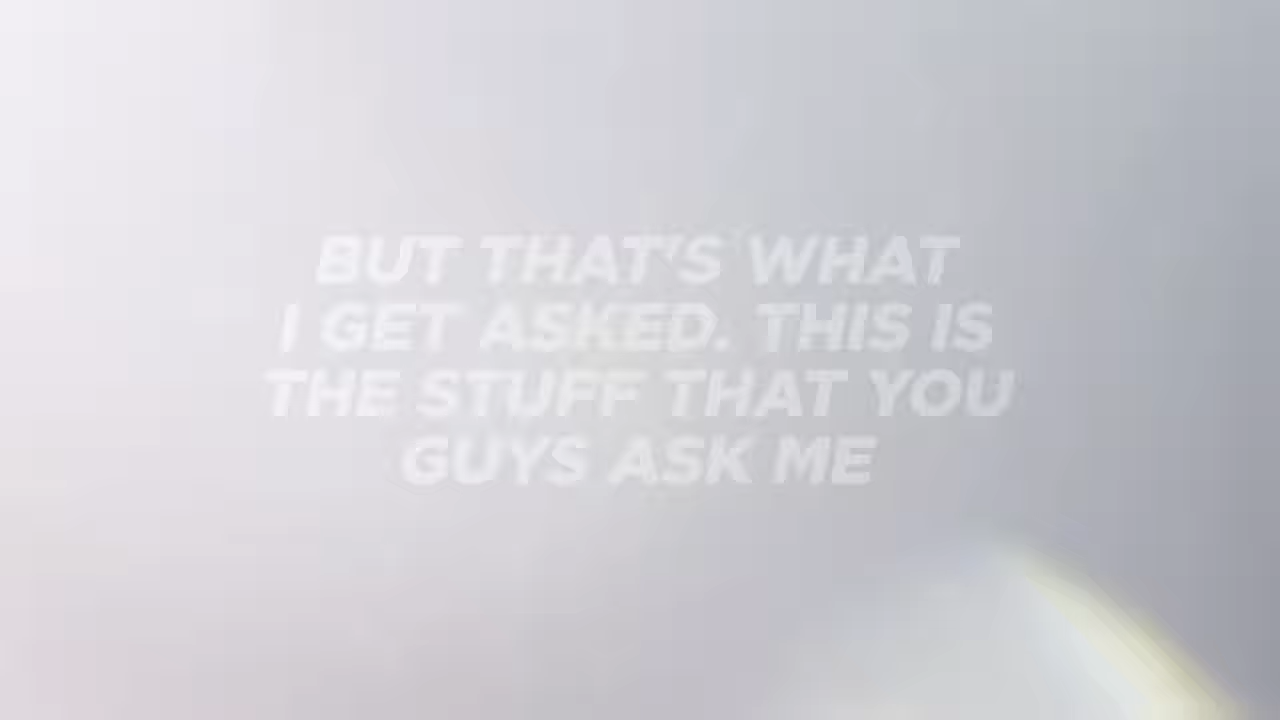 BUT THAT'S WHAT
I GET ASKED. THIS IS
THE STUFF THAT YOU
GUYS ASK ME